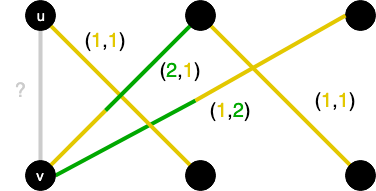 u
(1,1)
(2,1)
?
(1,2)
(1,1)
v